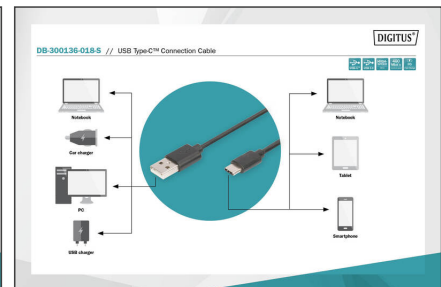 DIGITUS®
DB-300136-018-S // USB Type-C™ Connection Cable
Notebook
Notebook
Car charger
Tablet
PC
Smartphone
USB charger